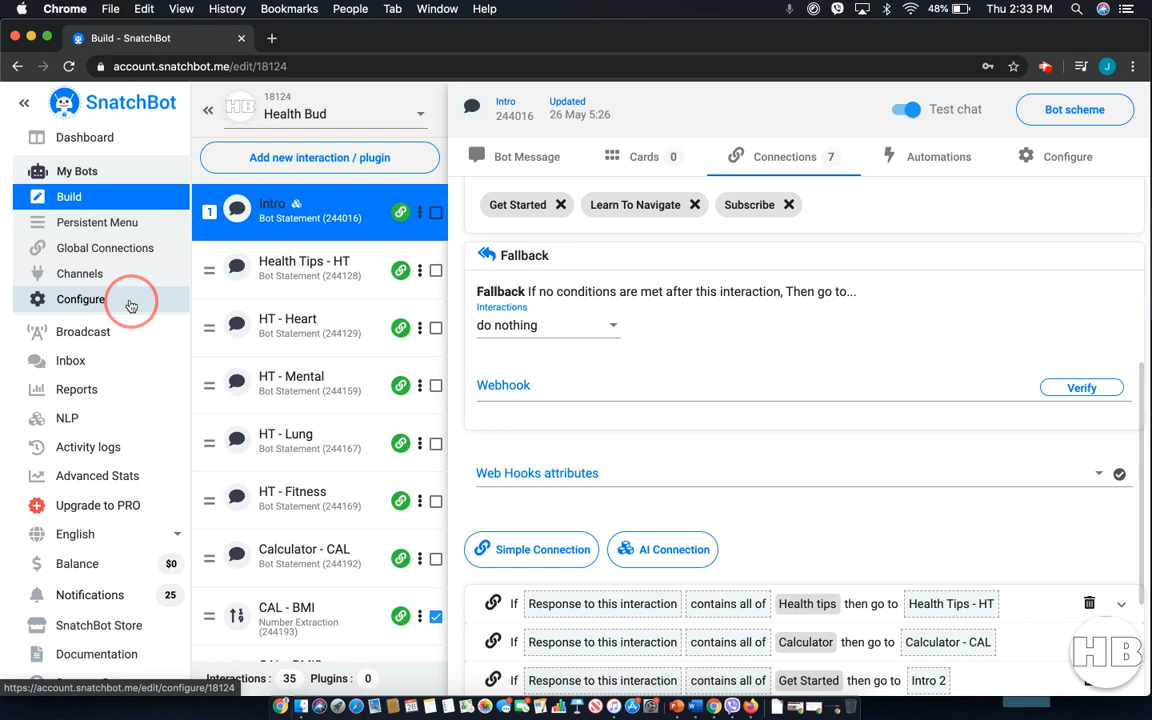 Chrome File Edit View History Bookmarks People Tab Window Help 48% Thu 2:33 PM
Build - SnatchBot
account.snatchbot.me/edit/18124
J
SnatchBot
Dashboard
My Bots
Build
Persistent Menu
Global Connections
Channels
Configure
Broadcast
Inbox
Reports
NLP
Activity logs
Advanced Stats
Upgrade to PRO
English
Balance $0
Notifications 25
SnatchBot Store
Documentation
https://account.snatchbot.me/edit/configure/18124
HB
18124
Health Bud
Add new interaction / plugin
1 Intro
Bot Statement (244016)
Health Tips - HT
Bot Statement (244128)
HT - Heart
Bot Statement (244129)
HT - Mental
Bot Statement (244159)
HT - Lung
Bot Statement (244167)
HT - Fitness
Bot Statement (244169)
Calculator - CAL
Bot Statement (244192)
CAL - BMI
Number Extraction
(244193)
Interactions : 35 Plugins : 0
Intro Updated
244016 26 May 5:26
Test chat
Bot scheme
Bot Message Cards 0 Connections 7 Automations Configure
Get Started Learn To Navigate Subscribe
Fallback
Fallback If no conditions are met after this interaction, Then go to...
Interactions
do nothing
Webhook Verify
Web Hooks attributes
Simple Connection AI Connection
If Response to this interaction contains all of Health tips then go to Health Tips - HT
If Response to this interaction contains all of Calculator then go to Calculator - CAL
If Response to this interaction contains all of Get Started then go to Intro 2
HB